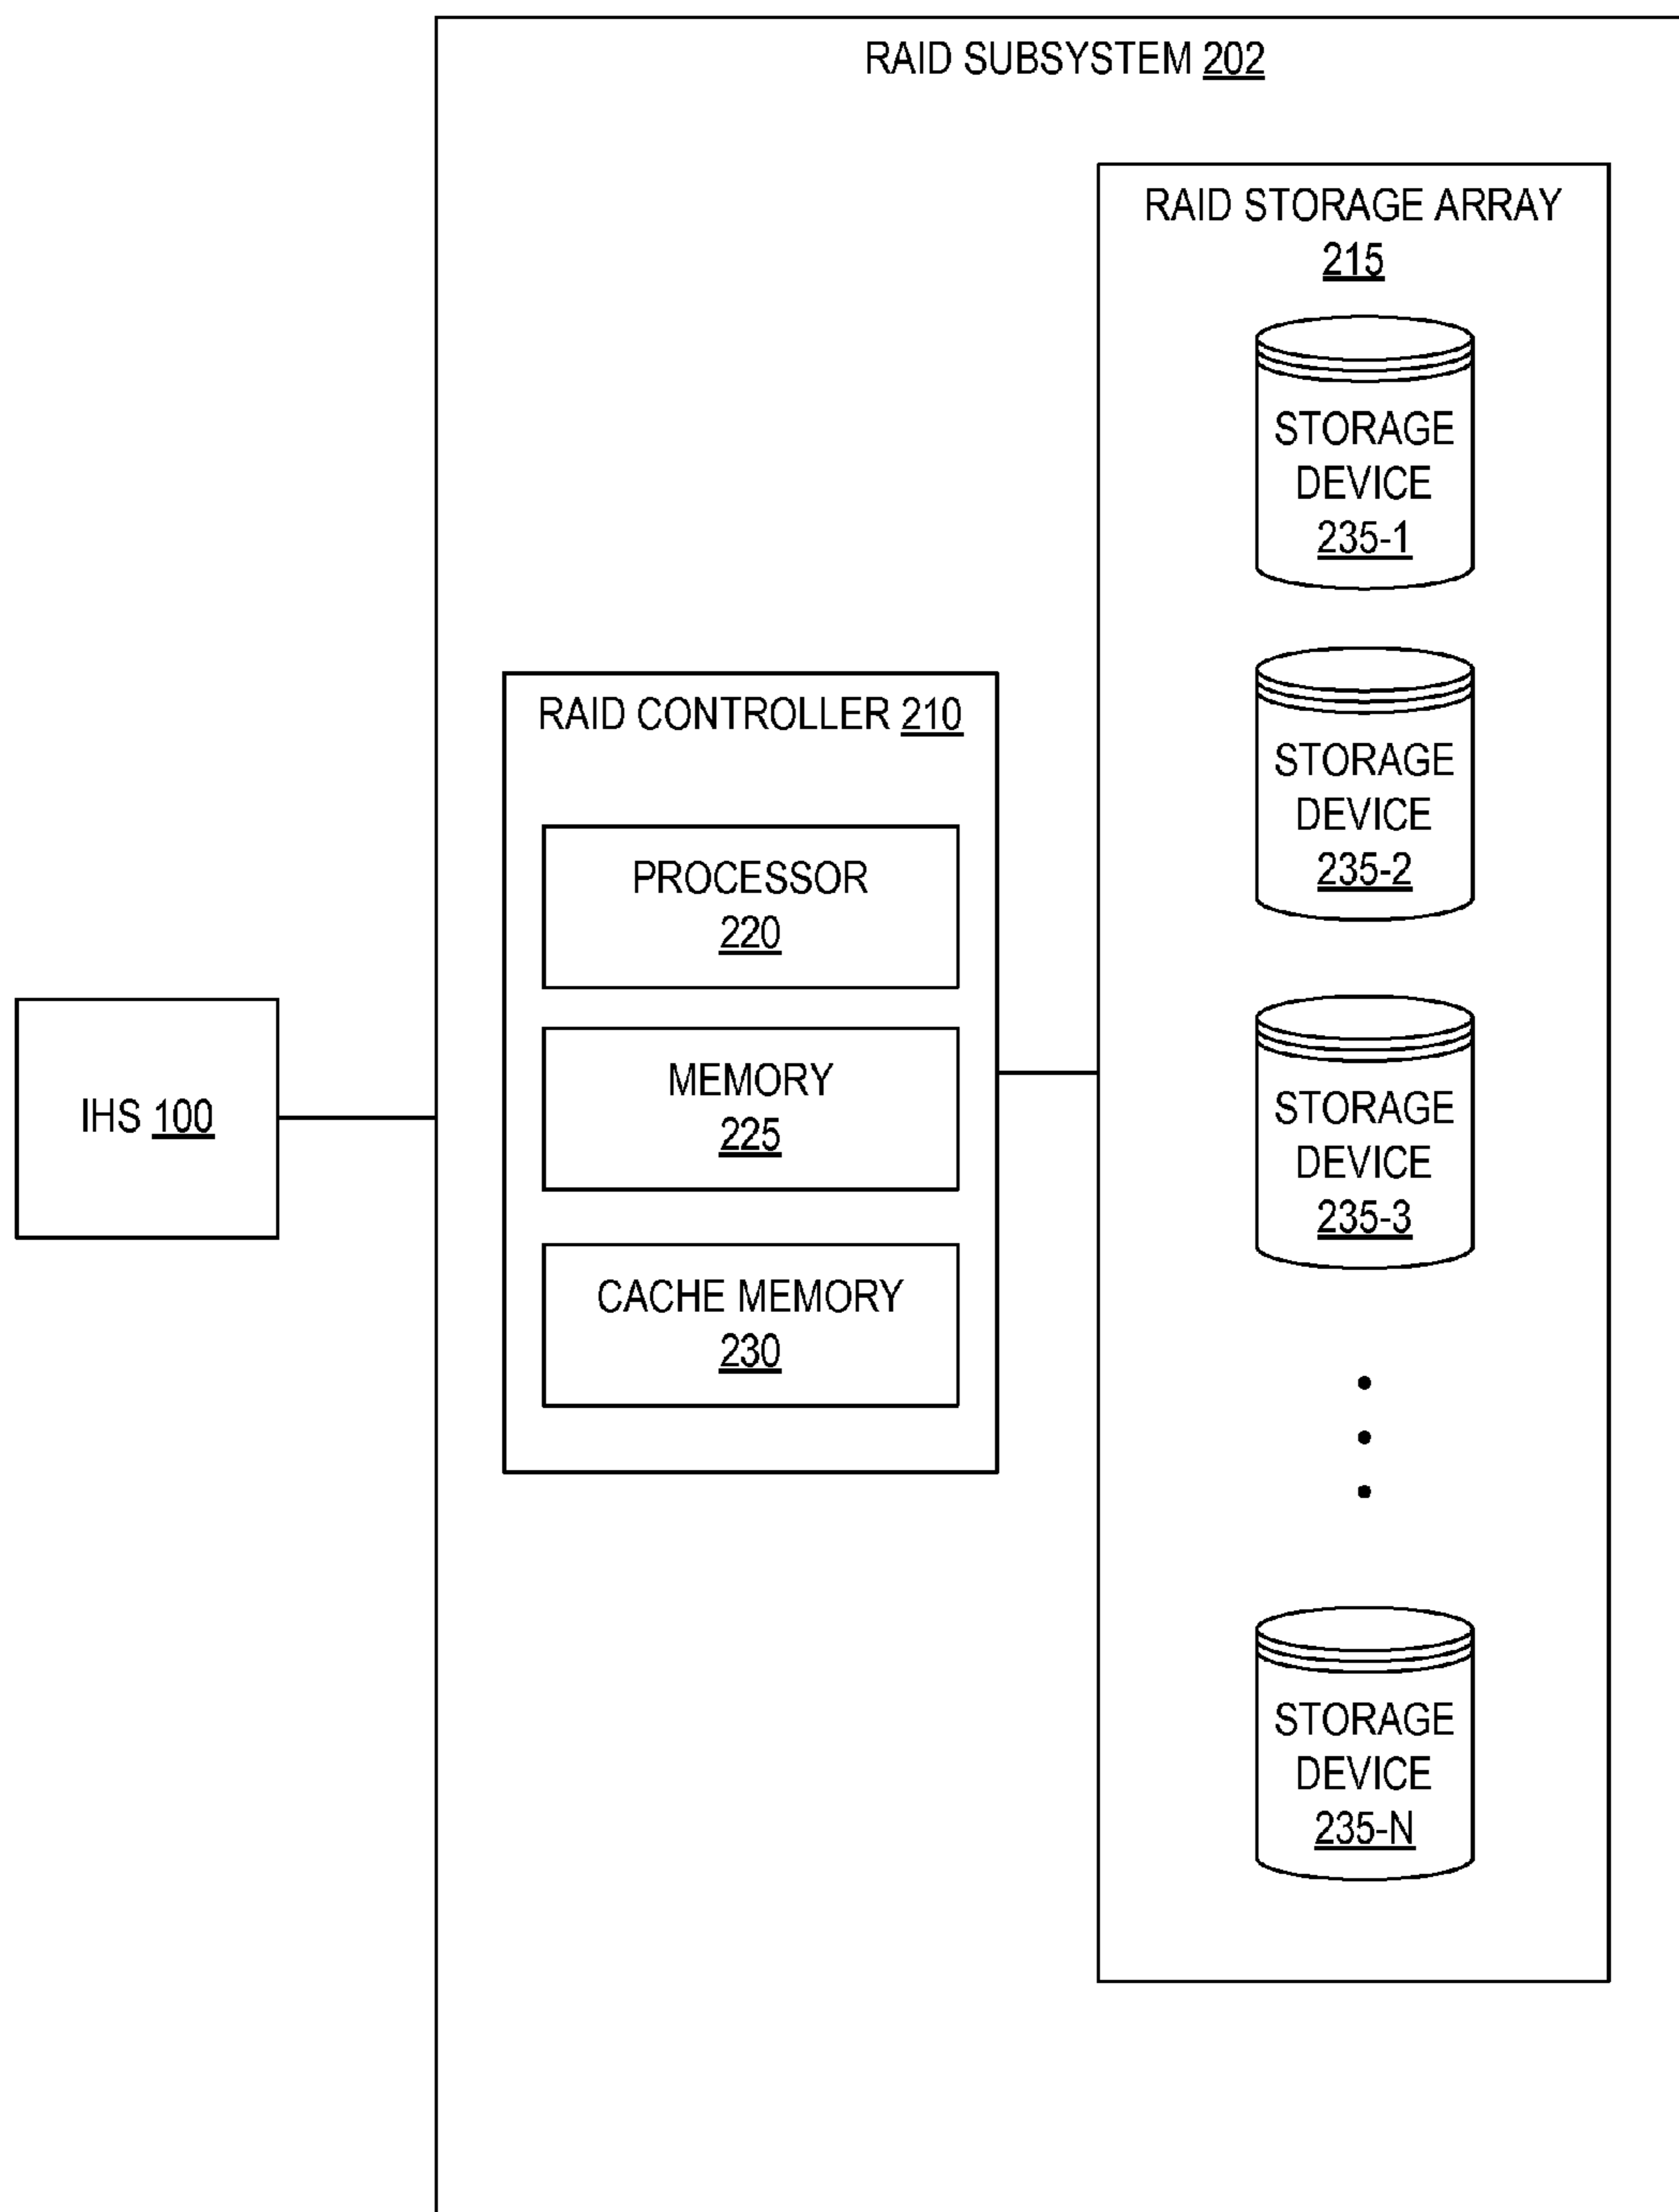 RAID SUBSYSTEM 202
RAID STORAGE ARRAY
215
STORAGE
DEVICE
235-1
STORAGE
DEVICE
235-2
STORAGE
DEVICE
235-3
STORAGE
DEVICE
235-N
RAID CONTROLLER 210
PROCESSOR
220
MEMORY
225
CACHE MEMORY
230
IHS 100